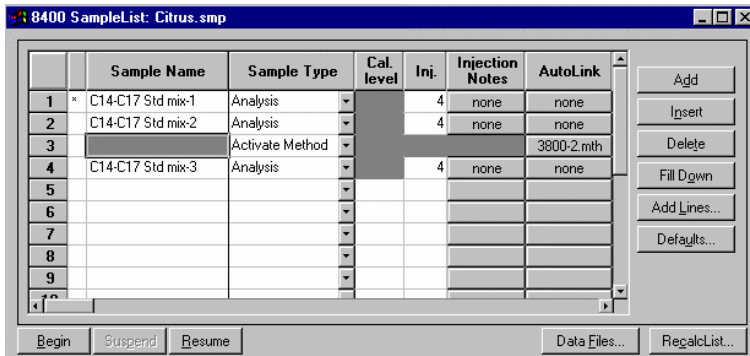 8400 SampleList: Citrus.smp
Sample Name Sample Type Cal. level Inj. Injection Notes AutoLink
1 * C14-C17 Std mix-1 Analysis 4 none none
2 C14-C17 Std mix-2 Analysis 4 none none
3 Activate Method 3800-2.mth
4 C14-C17 Std mix-3 Analysis 4 none none
5
6
7
8
9
10
Add
Insert
Delete
Fill Down
Add Lines...
Defaults...
Begin Suspend Resume Data Files... RecalcList...